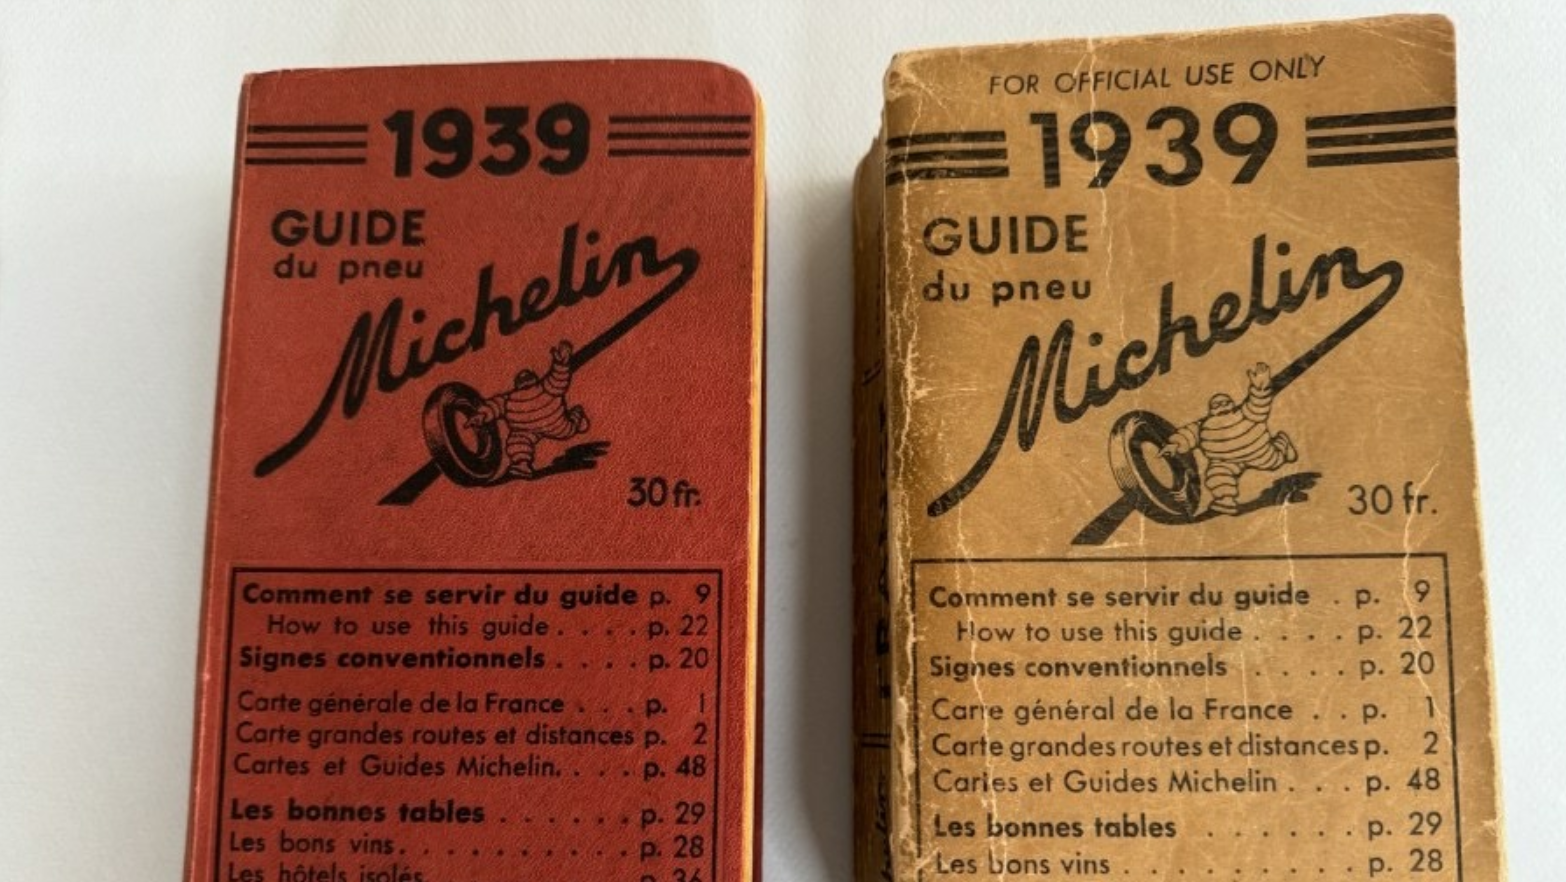 1939
GUIDE
du pneu
Michelin
30 fr.
Comment se servir du guide p. 9
How to use this guide . . . . p. 22
Signes conventionnels . . . . p. 20
Carte générale de la France . . . p. 1
Carte grandes routes et distances p. 2
Cartes et Guides Michelin. . . . p. 48
Les bonnes tables . . . . . . p. 29
Les bons vins. . . . . . . . . . p. 28
Les hôtels isolés p. 36
FOR OFFICIAL USE ONLY
1939
GUIDE
du pneu
Michelin
30 fr.
Comment se servir du guide . p. 9
How to use this guide . . . . p. 22
Signes conventionnels . . . . p. 20
Carte général de la France . . p. 1
Carte grandes routes et distances p. 2
Cartes et Guides Michelin . . . p. 48
Les bonnes tables . . . . . . p. 29
Les bons vins . . . . . . . . . p. 28